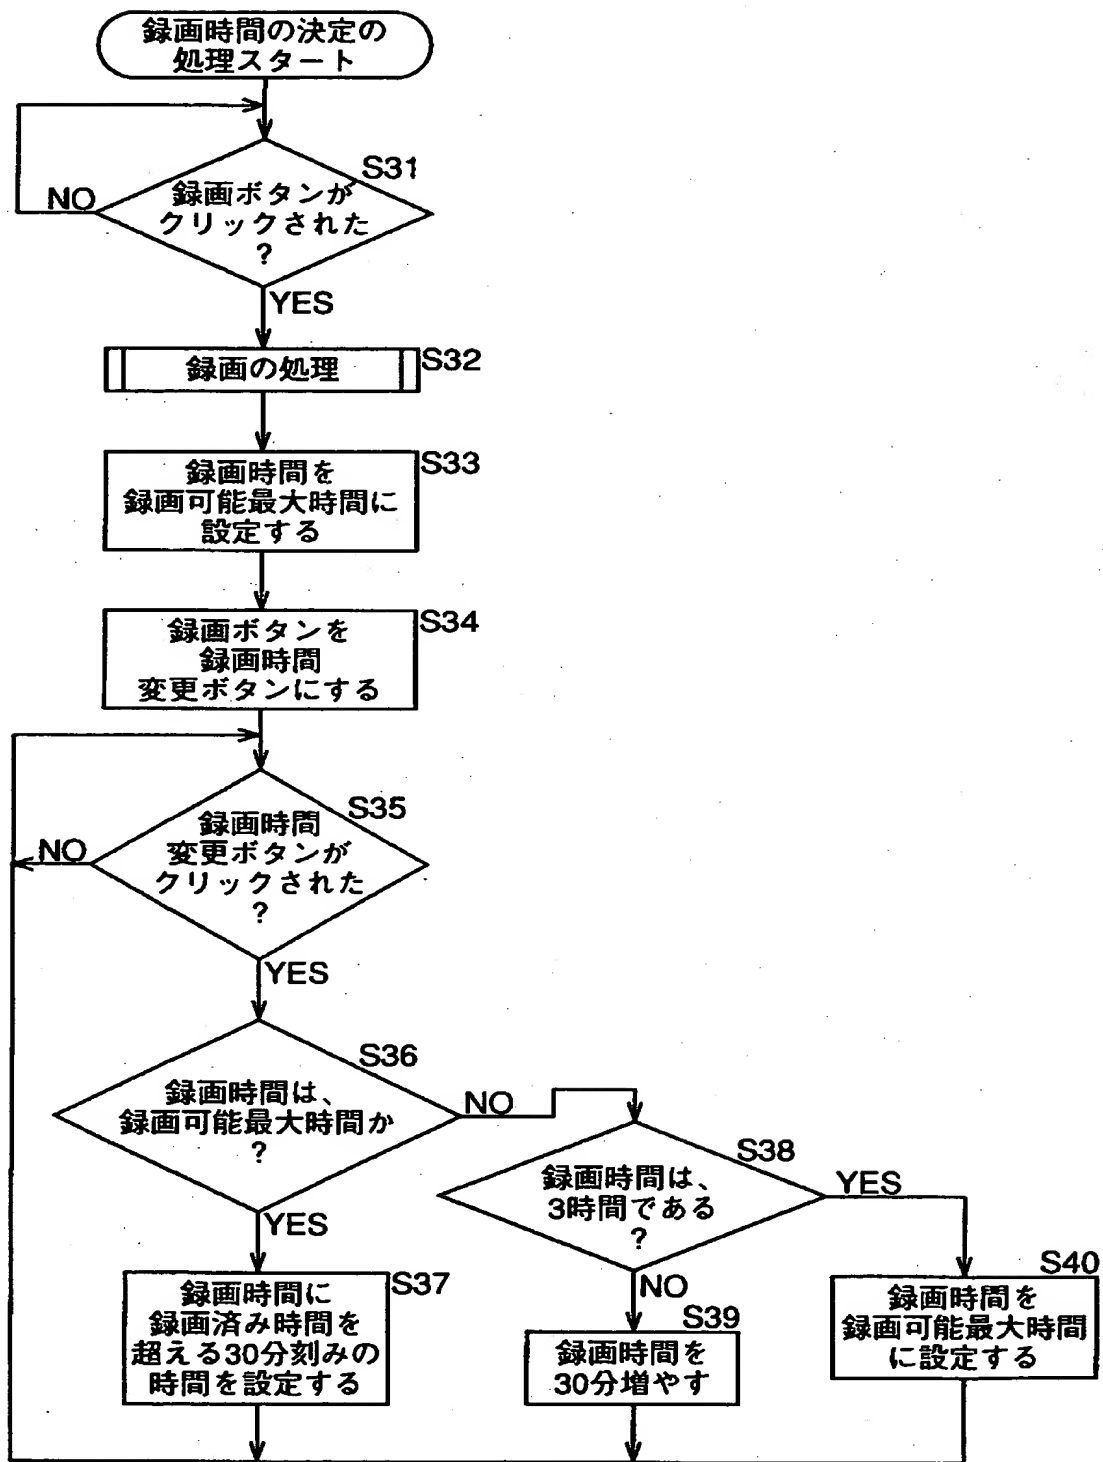 録画時間の決定の
処理スタート
S31
録画ボタンが
クリックされた
?
NO
YES
録画の処理
S32
S33
録画時間を
録画可能最大時間に
設定する
S34
録画ボタンを
録画時間
変更ボタンにする
S35
録画時間
変更ボタンが
クリックされた
?
NO
YES
S36
録画時間は、
録画可能最大時間か
?
NO
YES
S38
録画時間は、
3時間である
?
YES
NO
S37
録画時間に
録画済み時間を
超える30分刻みの
時間を設定する
S39
録画時間を
30分増やす
S40
録画時間を
録画可能最大時間
に設定する